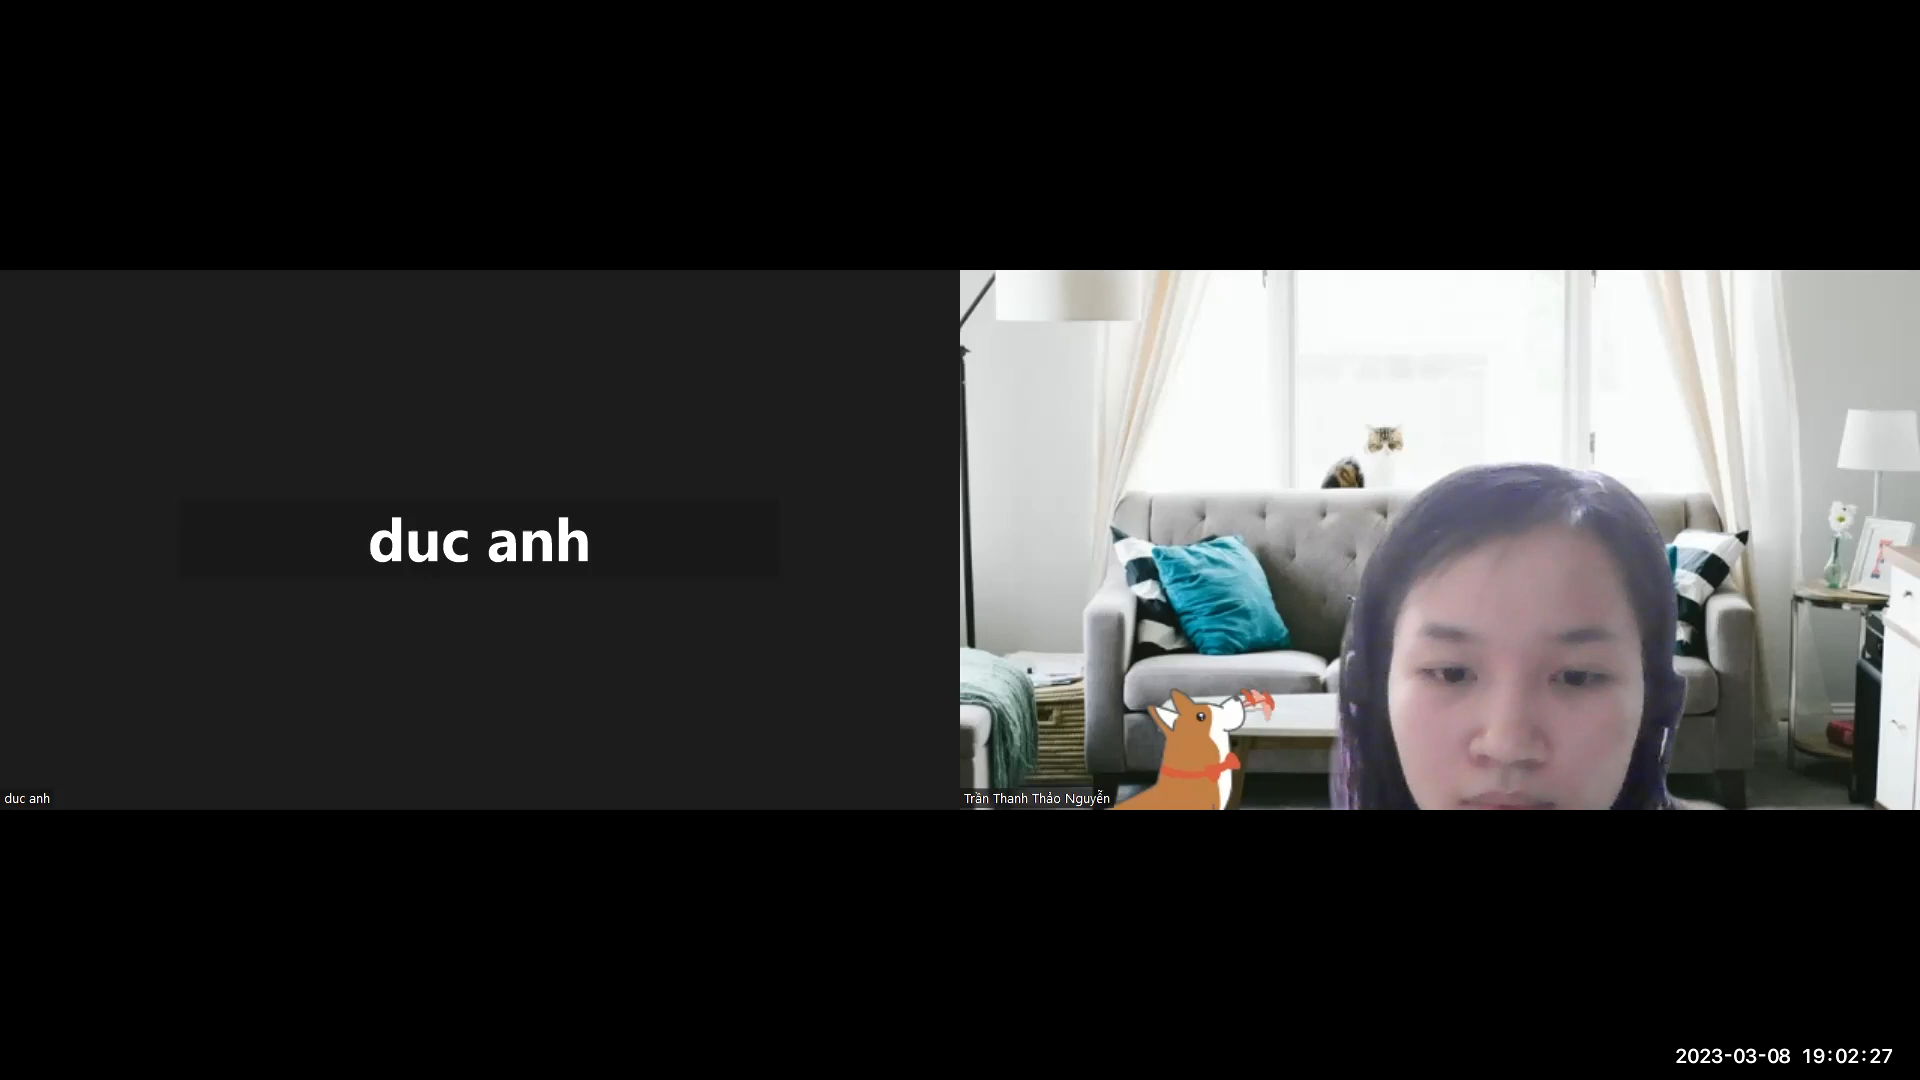 duc anh
duc anh
Trần Thanh Thảo Nguyễn
2023-03-08 19:02:27